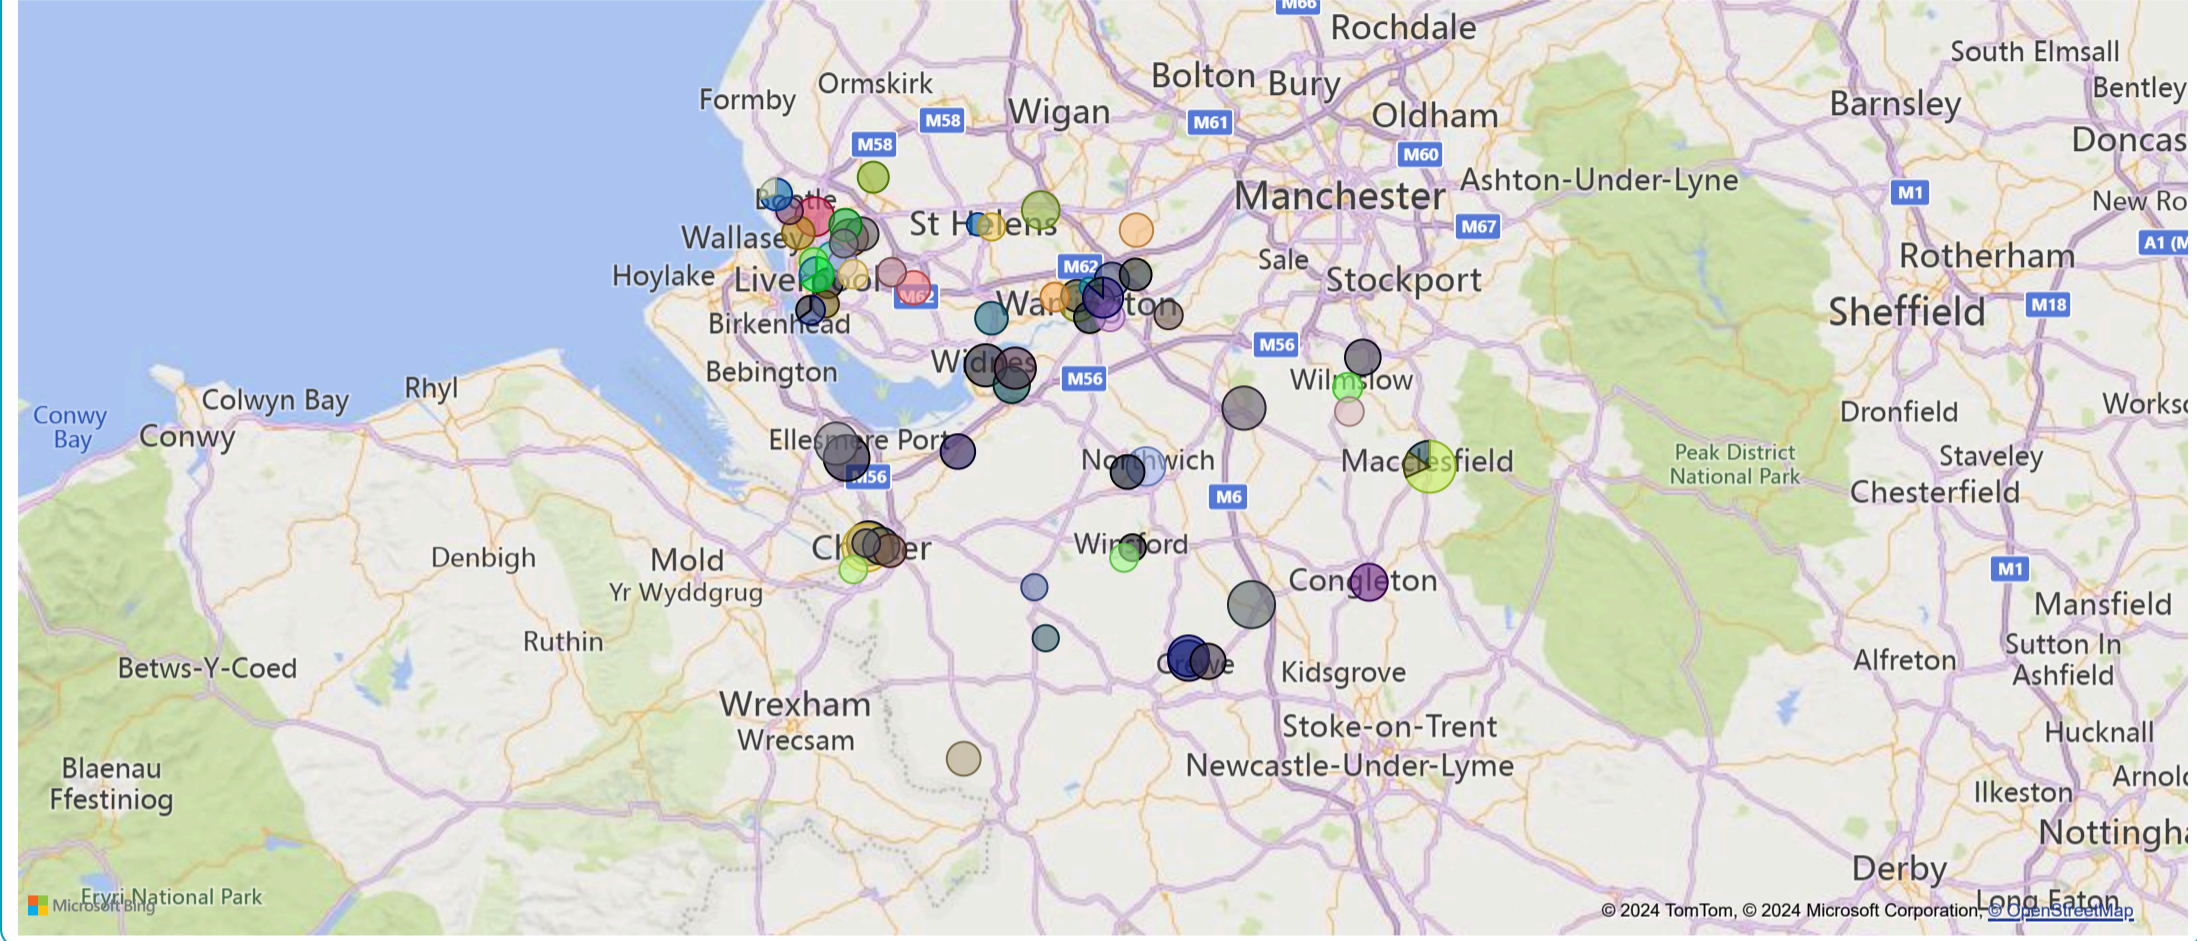 M66
Rochdale
South Elmsall
Bolton
Bury
Ormskirk
Formby
Wigan
Bentley
Barnsley
Oldham
M58
M61
M58
M60
Doncas
Ashton-Under-Lyne
Bootle
Manchester
M1
New Ro
St Helens
M67
Wallasey
A1 (M
Rotherham
Sale
M62
Hoylake
Liverpool
Stockport
M62
Warrington
M18
Sheffield
Birkenhead
M56
Widnes
Bebington
M56
Wilmslow
Rhyl
Colwyn Bay
Conwy
Bay
Conwy
Dronfield
Works
Ellesmere Port
Peak District
National Park
Northwich
Macclesfield
Staveley
M56
M6
Chesterfield
Chester
Winsford
Denbigh
Mold
Yr Wyddgrug
M1
Congleton
Mansfield
Ruthin
Sutton In
Ashfield
Betws-Y-Coed
Crewe
Kidsgrove
Alfreton
Wrexham
Wrecsam
Stoke-on-Trent
Hucknall
Newcastle-Under-Lyme
Blaenau
Ffestiniog
Arnol
Ilkeston
Nottingha
Derby
Eryri National Park
Microsoft Bing
Long Eaton
© 2024 TomTom, © 2024 Microsoft Corporation, © OpenStreetMap